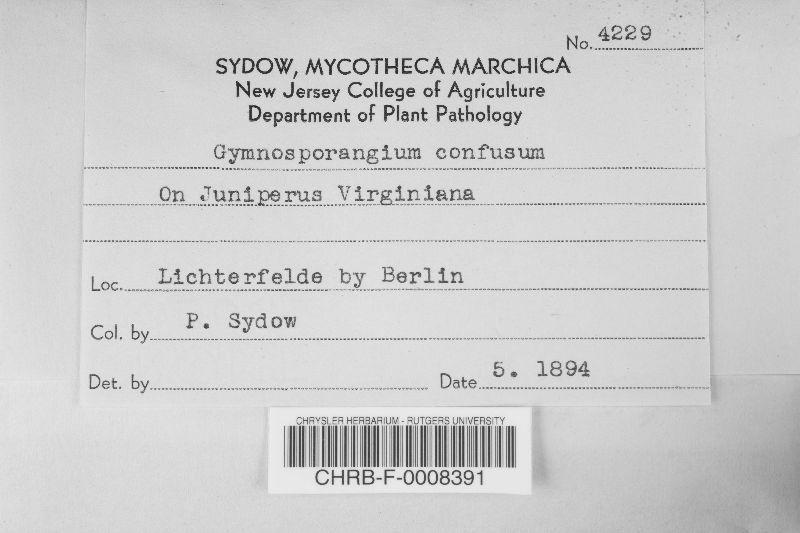 No. 4229
SYDOW, MYCOTHECA MARCHICA
New Jersey College of Agriculture
Department of Plant Pathology
Gymnosporangium confusum
On Juniperus Virginiana
Loc. Lichterfelde by Berlin
Col. by P. Sydow
Det. by Date 5. 1894
CHRYSLER HERBARIUM - RUTGERS UNIVERSITY
CHRB-F-0008391